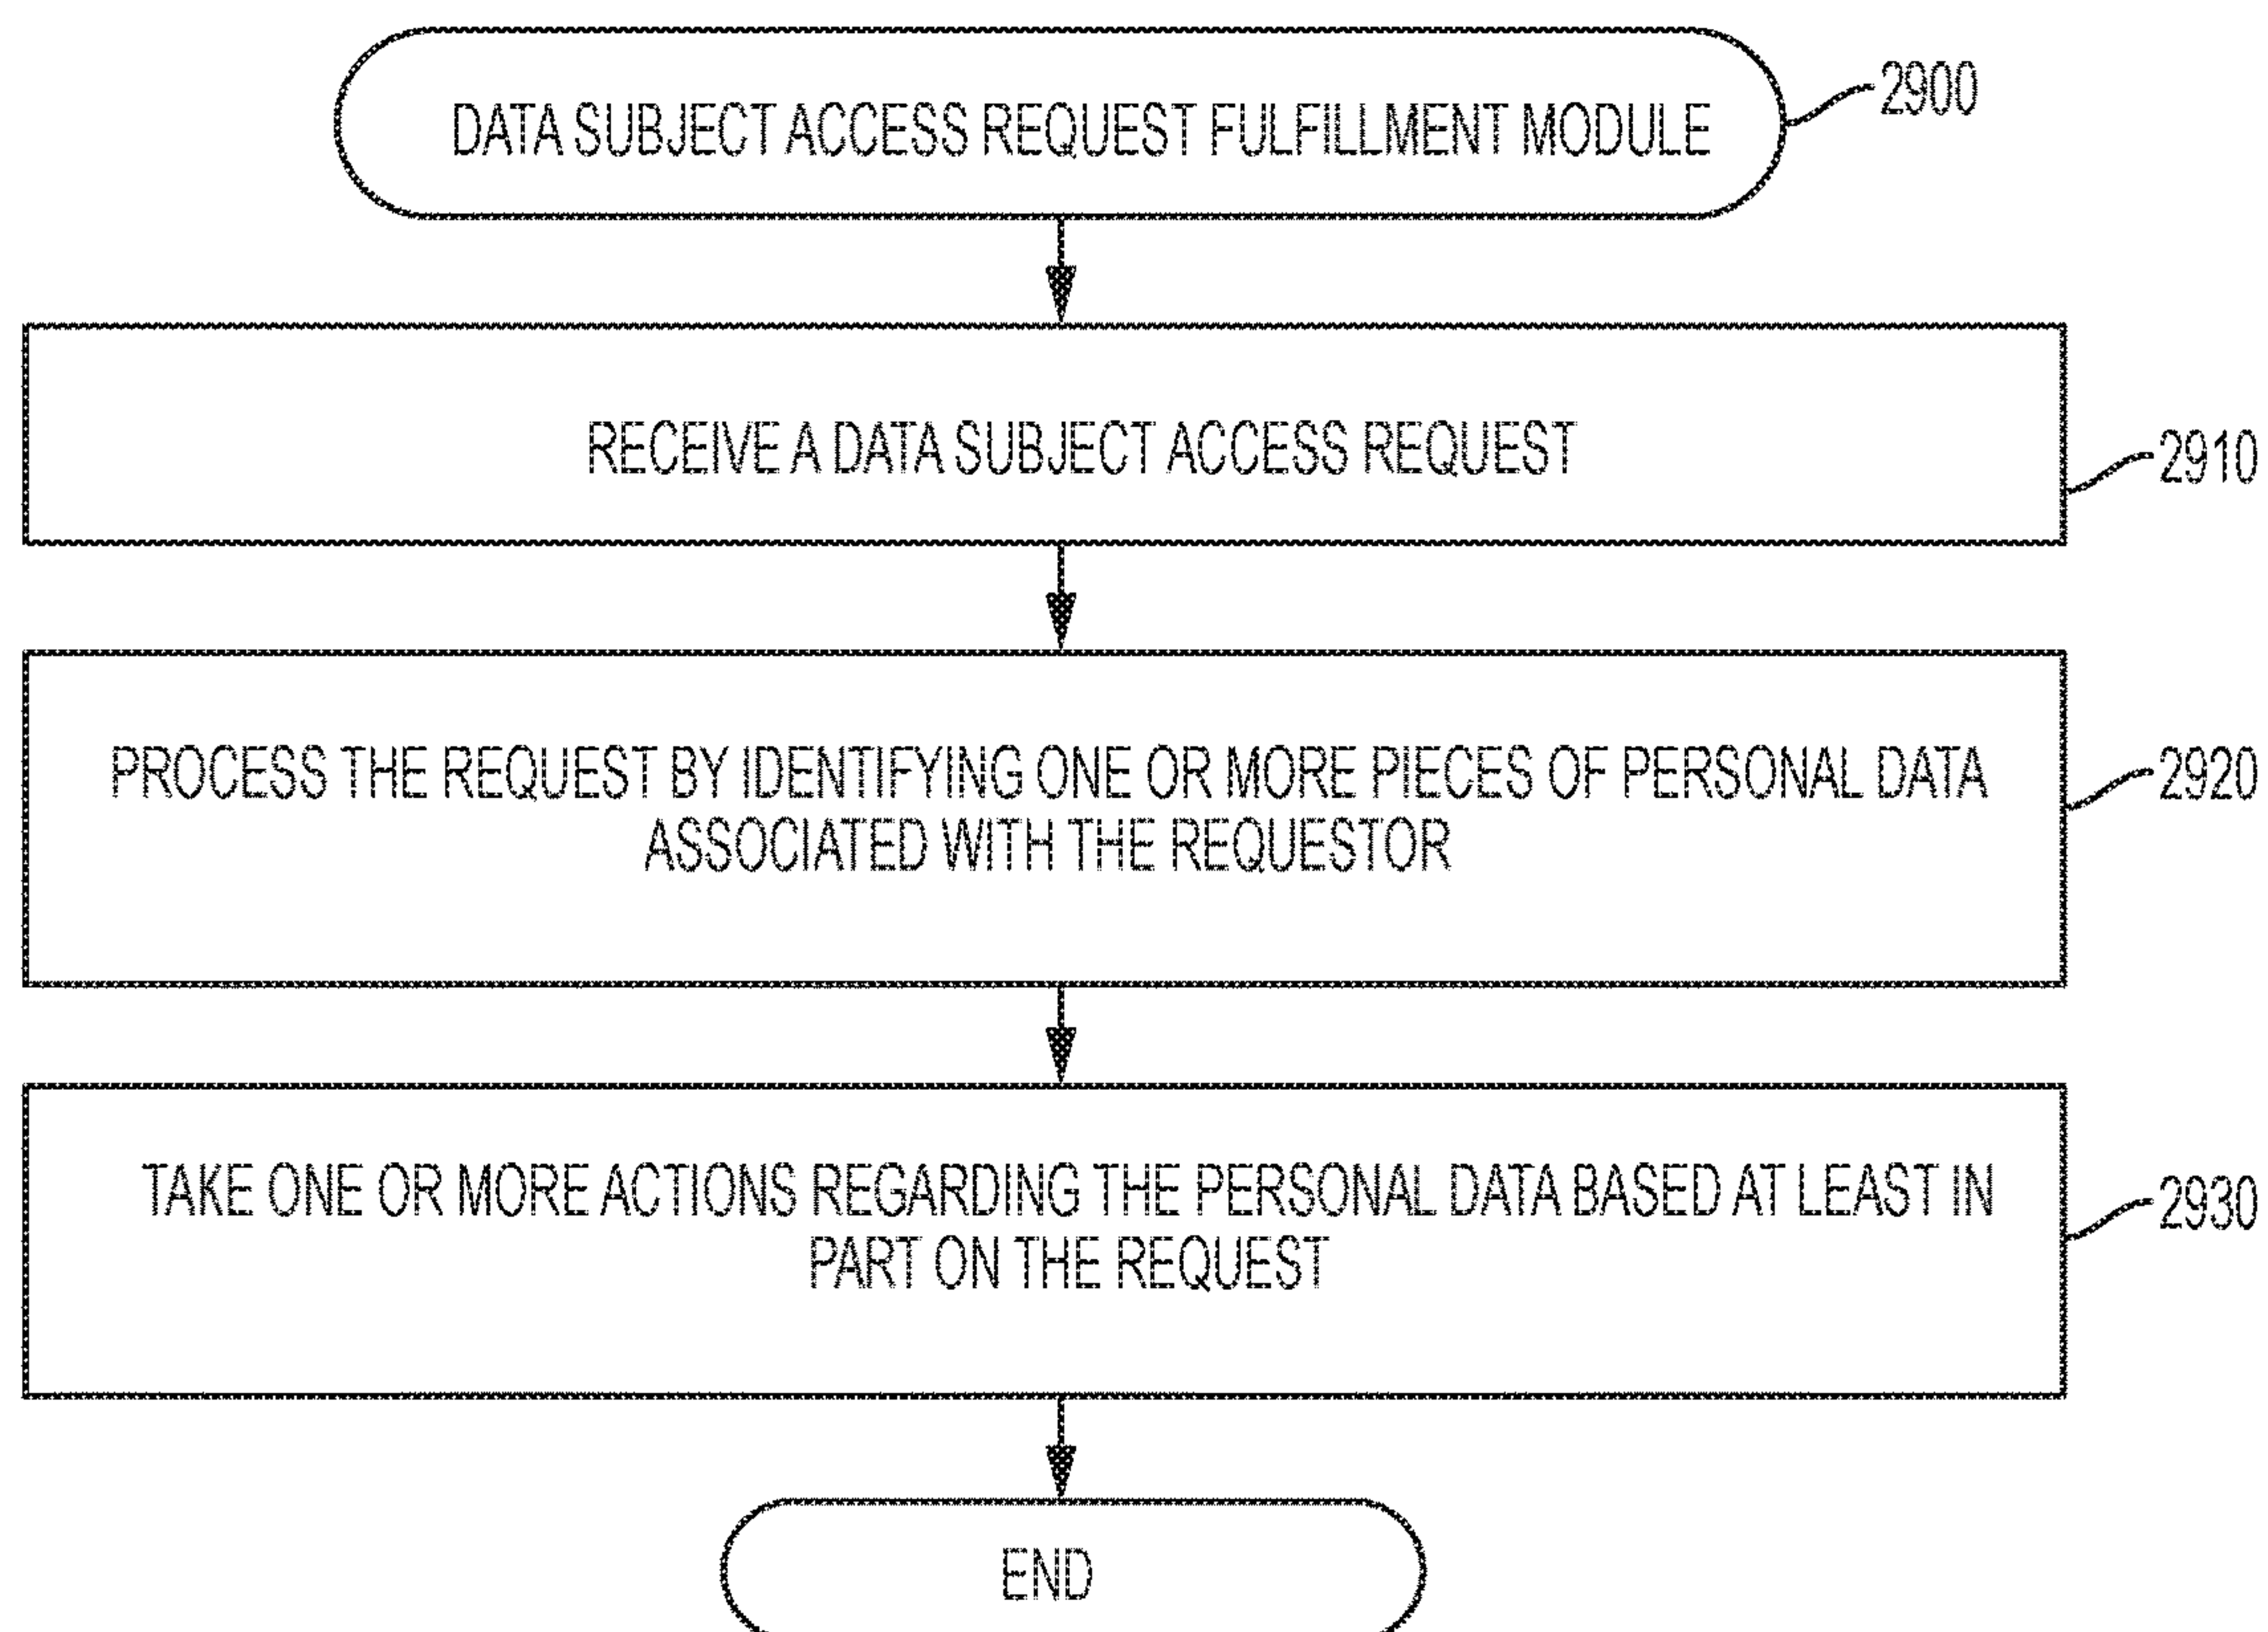 DATA SUBJECT ACCESS REQUEST FULFILLMENT MODULE
2900
RECEIVE A DATA SUBJECT ACCESS REQUEST
2910
PROCESS THE REQUEST BY IDENTIFYING ONE OR MORE PIECES OF PERSONAL DATA
ASSOCIATED WITH THE REQUESTOR
2920
TAKE ONE OR MORE ACTIONS REGARDING THE PERSONAL DATA BASED AT LEAST IN
PART ON THE REQUEST
2930
END